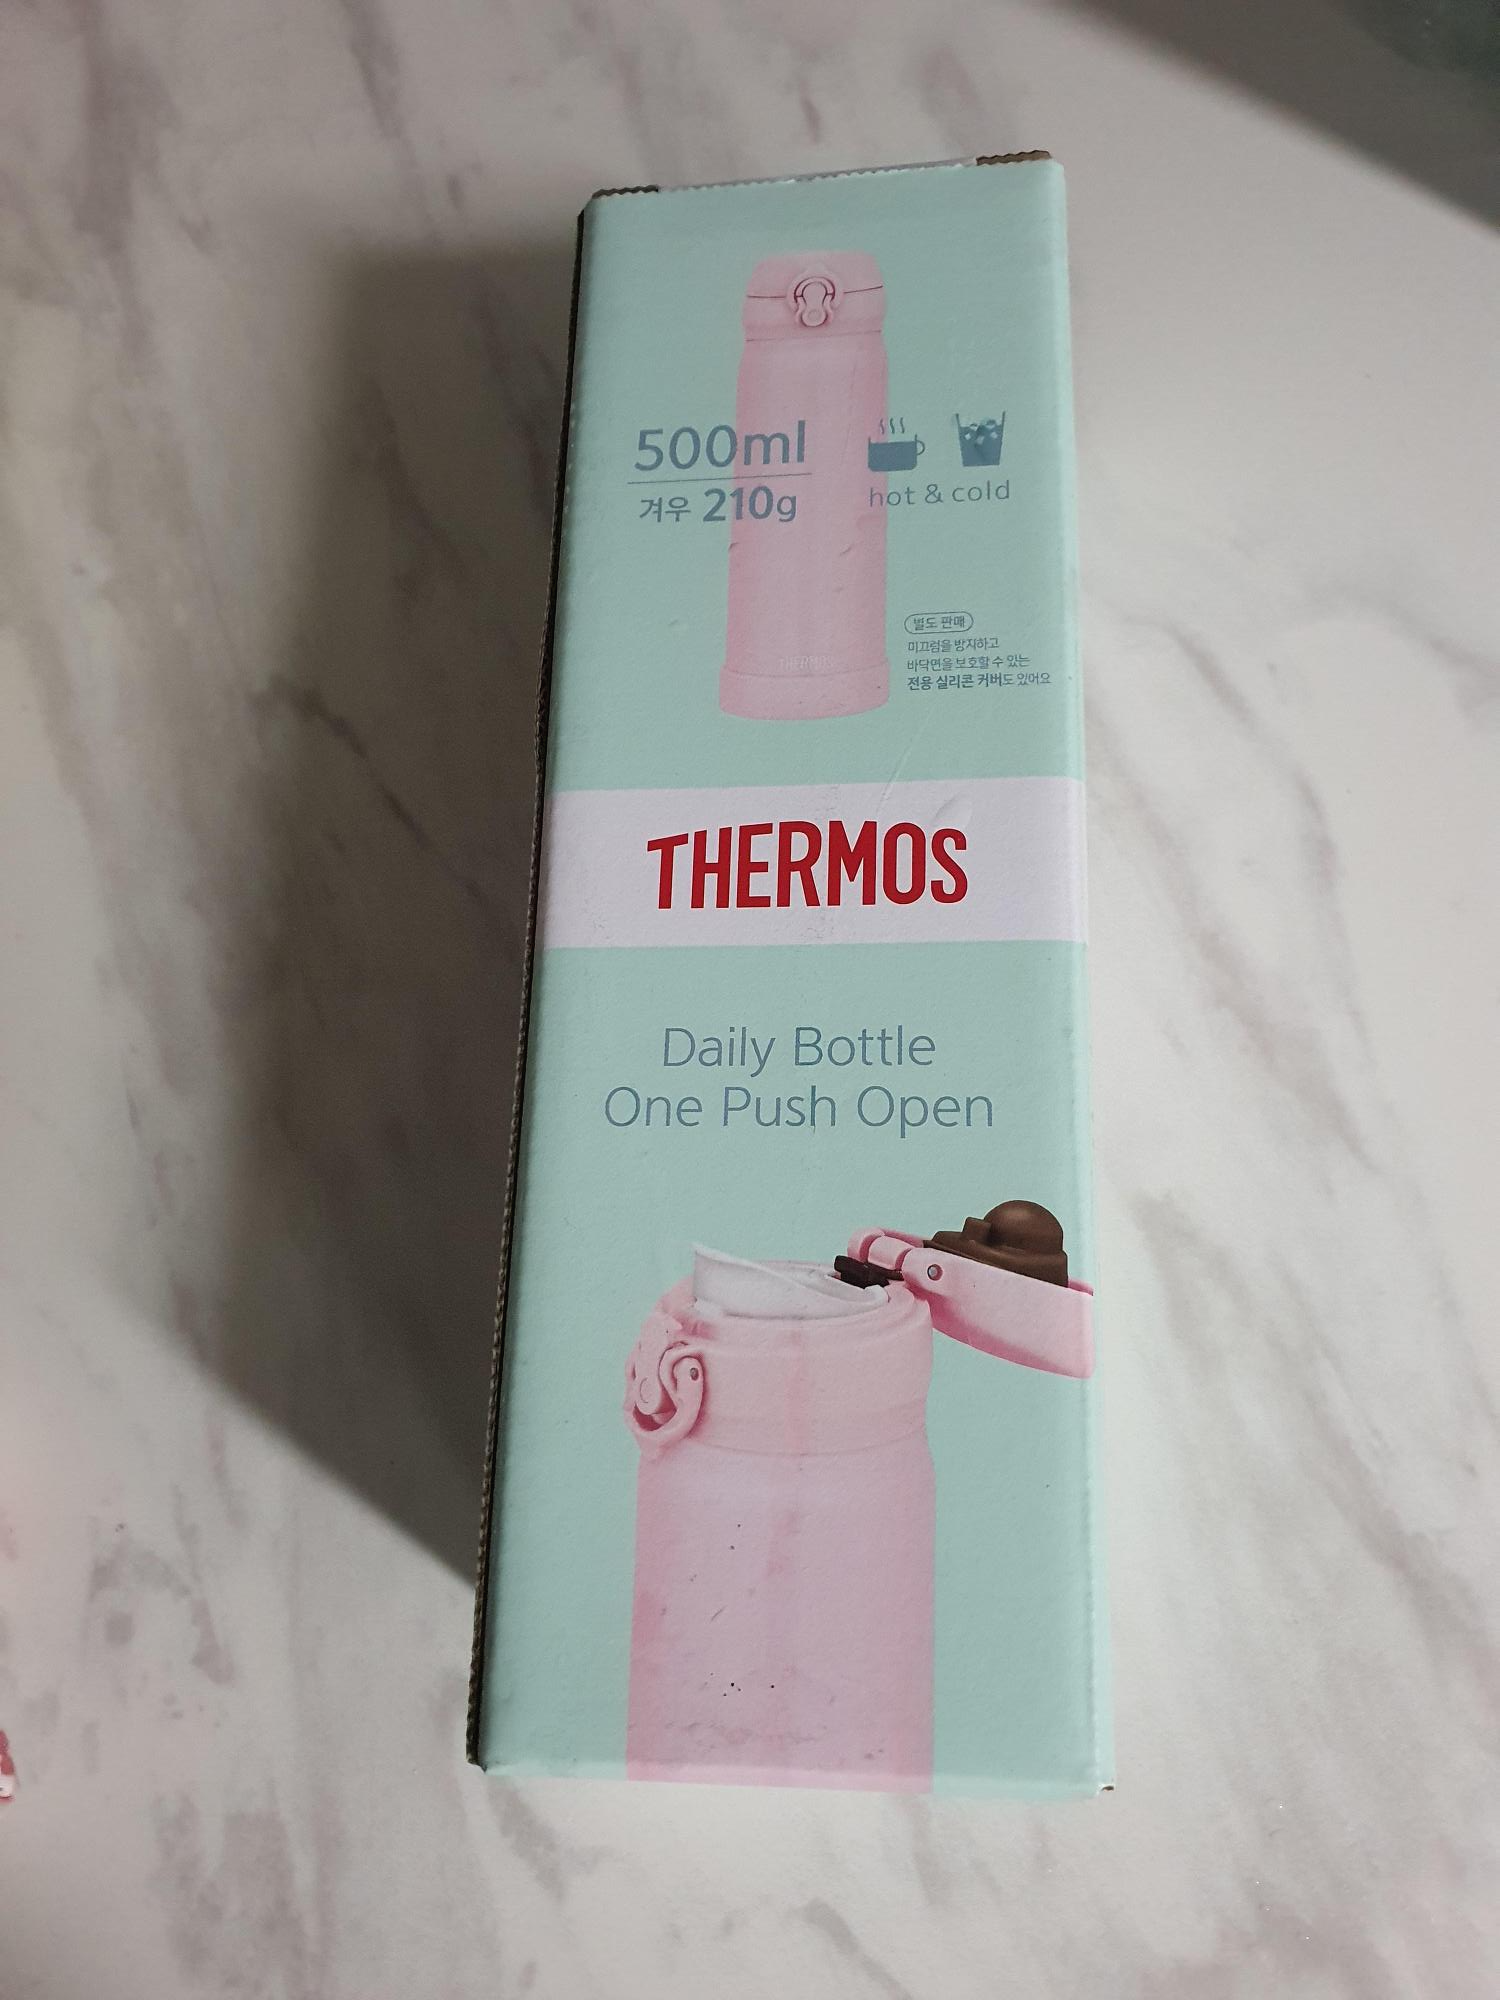 500ml
겨우 210g
hot & cold
별도 판매
미끄럼을 방지하고
바닥면을 보호할 수 있는
전용 실리콘 커버도 있어요
THERMOS
THERMOS
Daily Bottle
One Push Open